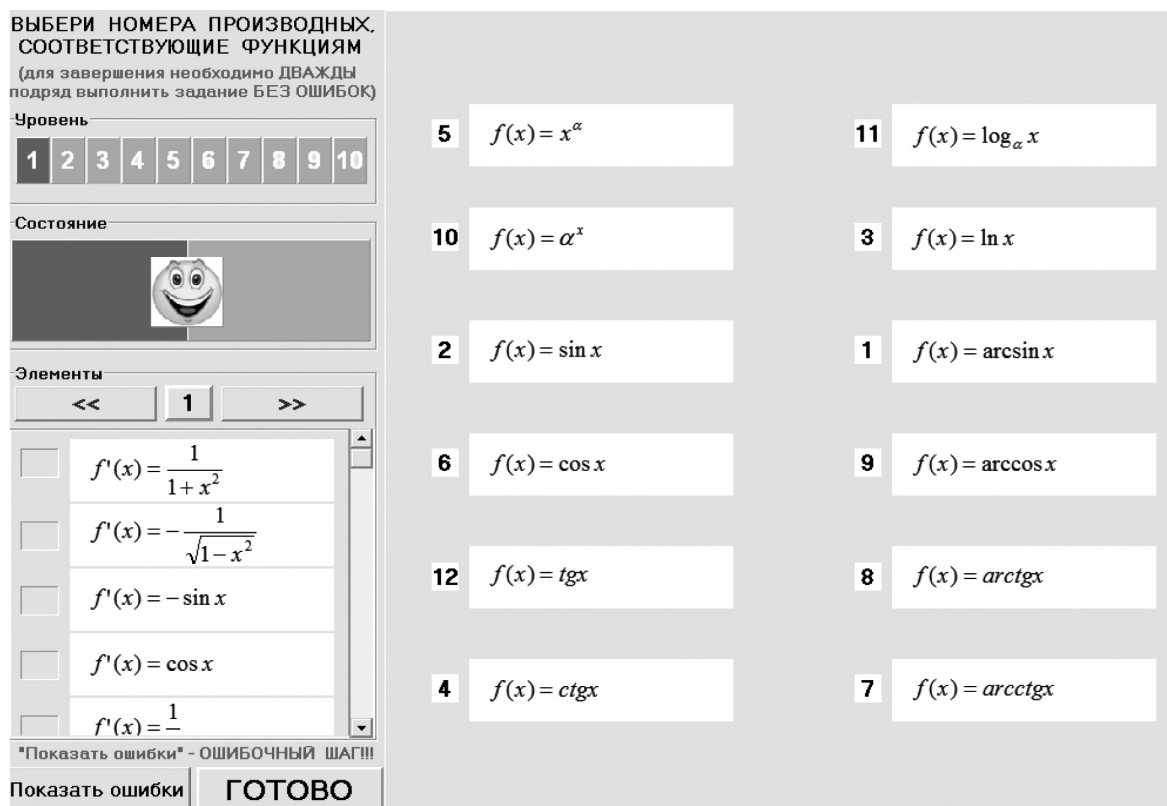 ВЫБЕРИ НОМЕРА ПРОИЗВОДНЫХ,
СООТВЕТСТВУЮЩИЕ ФУНКЦИЯМ
(для завершения необходимо ДВАЖДЫ
подряд выполнить задание БЕЗ ОШИБОК)
Уровень
1 2 3 4 5 6 7 8 9 10
Состояние
Элементы
<< 1 >>
f'(x) = 1/(1 + x²)
f'(x) = − 1/√(1 − x²)
f'(x) = − sin x
f'(x) = cos x
f'(x) = 1
"Показать ошибки" - ОШИБОЧНЫЙ ШАГ!!!
Показать ошибки ГОТОВО
5 f(x) = x^α
10 f(x) = α^x
2 f(x) = sin x
6 f(x) = cos x
12 f(x) = tgx
4 f(x) = ctgx
11 f(x) = log_α x
3 f(x) = ln x
1 f(x) = arcsin x
9 f(x) = arccos x
8 f(x) = arctgx
7 f(x) = arcctgx